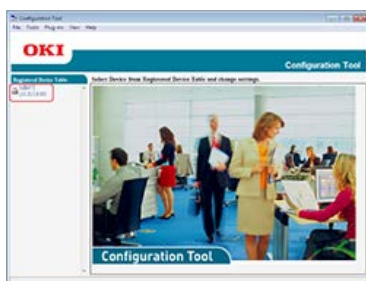 Configuration Tool
File Tools Plug-ins View Help
OKI
Configuration Tool
Registered Device Table
Select Device from Registered Device Table and change settings.
Configuration Tool